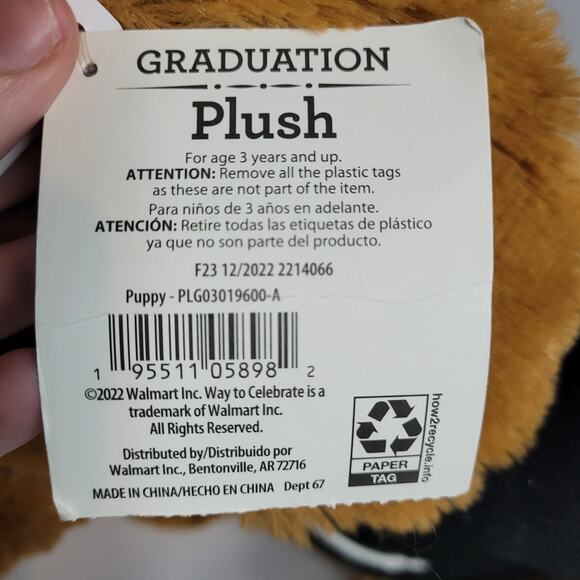 GRADUATION
Plush
For age 3 years and up.
ATTENTION: Remove all the plastic tags
as these are not part of the item.
Para niños de 3 años en adelante.
ATENCIÓN: Retire todas las etiquetas de plástico
ya que no son parte del producto.
F23 12/2022 2214066
Puppy - PLG03019600-A
1 95511 05898 2
©2022 Walmart Inc. Way to Celebrate is a
trademark of Walmart Inc.
All Rights Reserved.
Distributed by/Distribuido por
Walmart Inc., Bentonville, AR 72716
MADE IN CHINA/HECHO EN CHINA Dept 67
PAPER
TAG
how2recycle.info